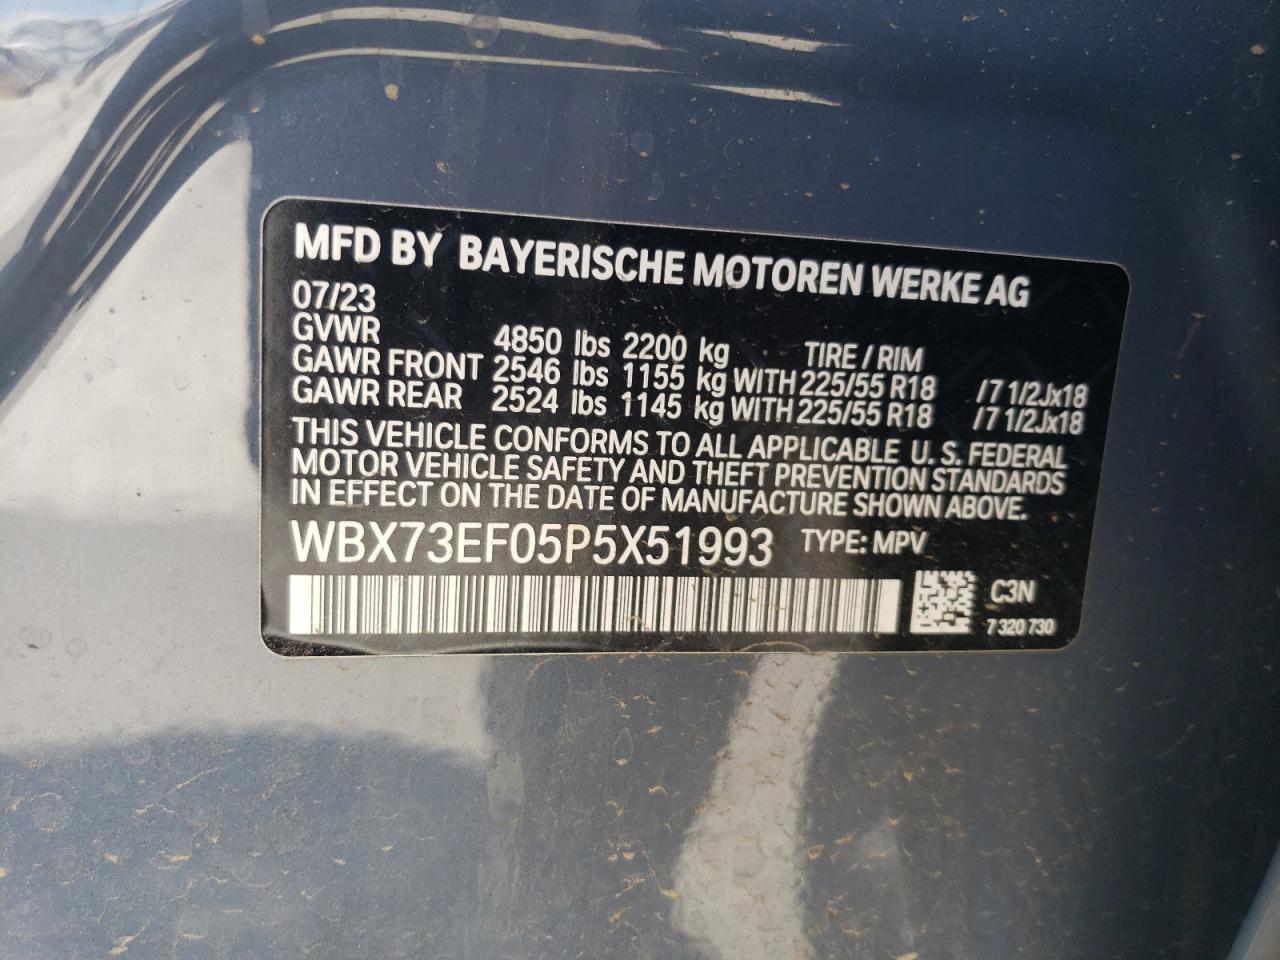 MFD BY BAYERISCHE MOTOREN WERKE AG
07/23
GVWR 4850 lbs 2200 kg TIRE / RIM
GAWR FRONT 2546 lbs 1155 kg WITH 225/55 R18 /7 1/2Jx18
GAWR REAR 2524 lbs 1145 kg WITH 225/55 R18 /7 1/2Jx18
THIS VEHICLE CONFORMS TO ALL APPLICABLE U. S. FEDERAL
MOTOR VEHICLE SAFETY AND THEFT PREVENTION STANDARDS
IN EFFECT ON THE DATE OF MANUFACTURE SHOWN ABOVE.
WBX73EF05P5X51993 TYPE: MPV
C3N
7 320 730